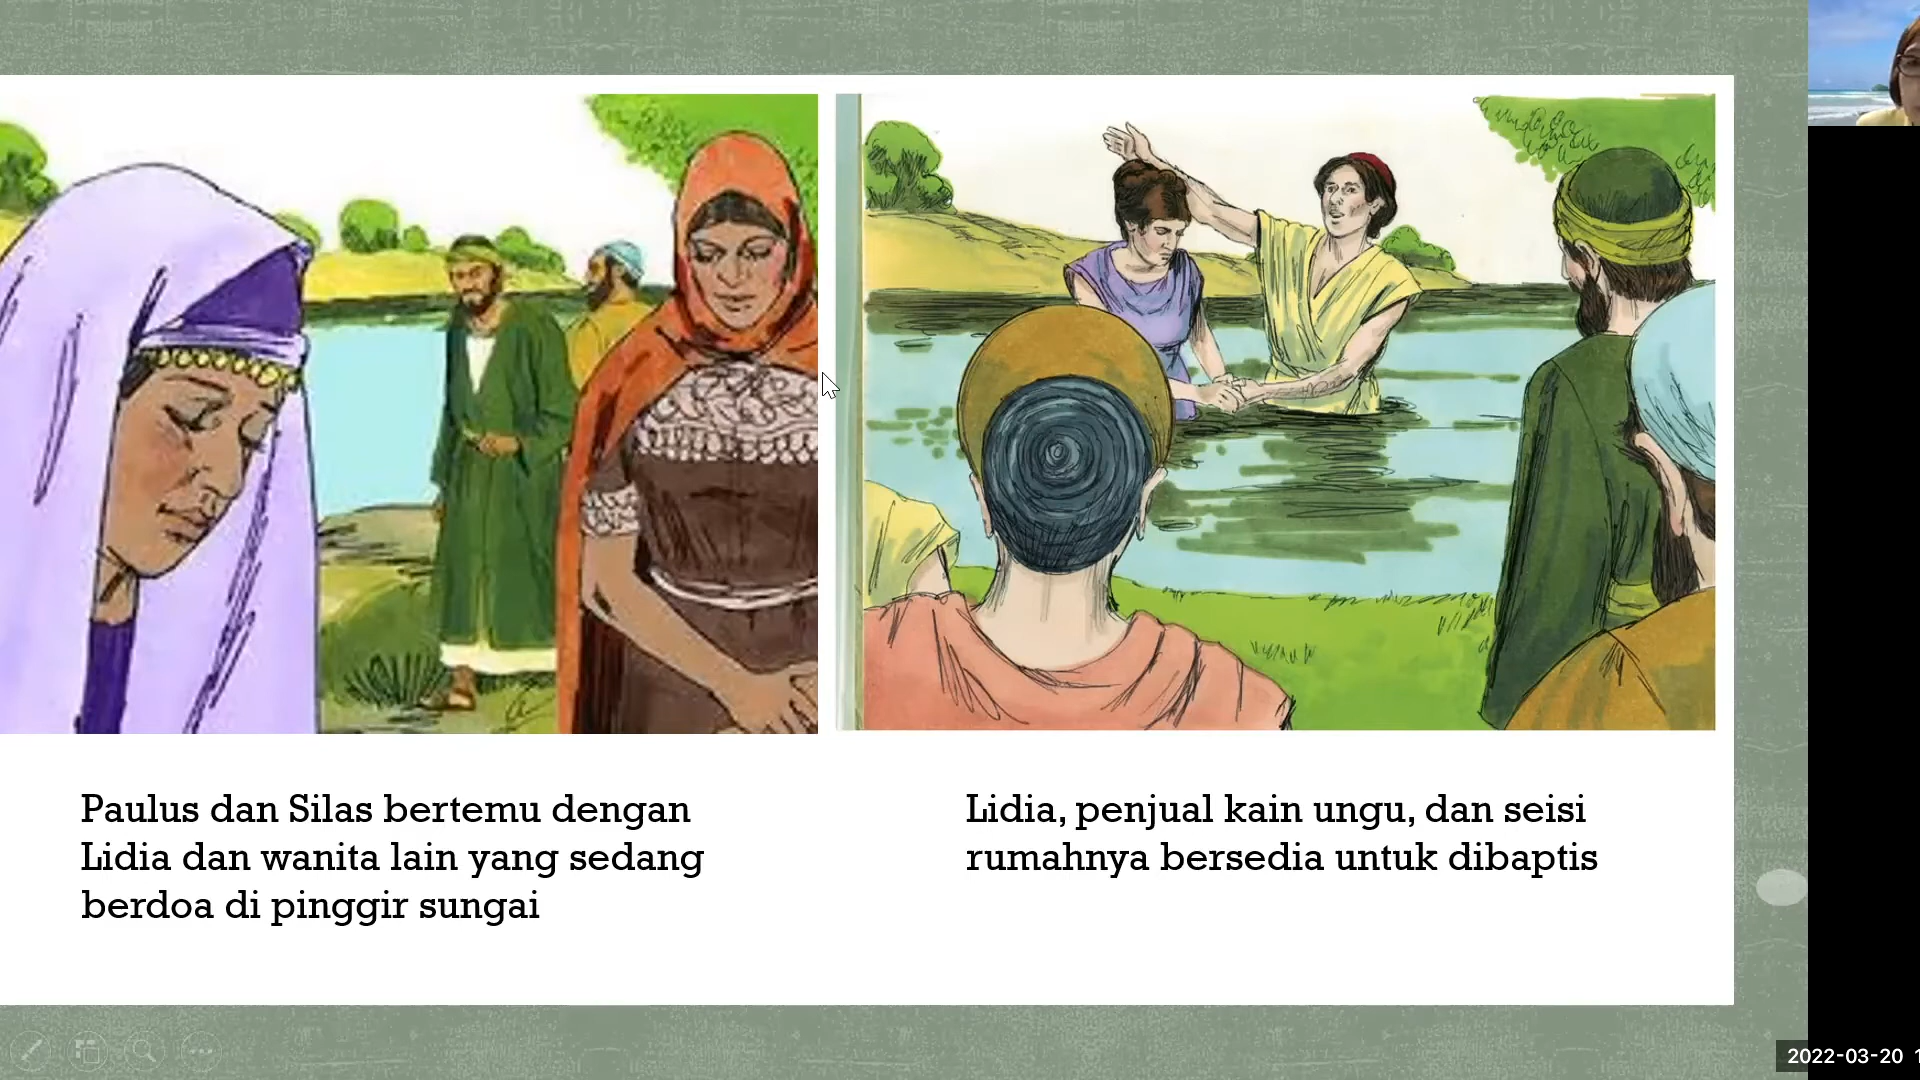 Paulus dan Silas bertemu dengan
Lidia dan wanita lain yang sedang
berdoa di pinggir sungai
Lidia, penjual kain ungu, dan seisi
rumahnya bersedia untuk dibaptis
2022-03-20